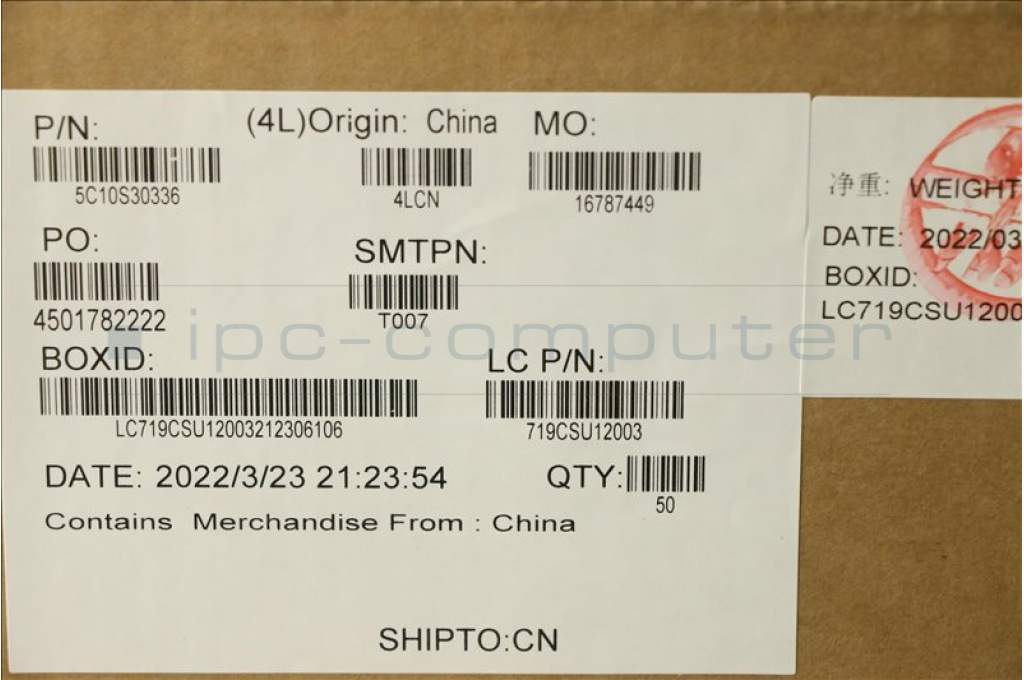 P/N:
(4L)Origin: China
MO:
5C10S30336
4LCN
16787449
PO:
SMTPN:
4501782222
T007
BOXID:
LC P/N:
LC719CSU12003212306106
719CSU12003
DATE: 2022/3/23 21:23:54
QTY:
50
Contains Merchandise From : China
SHIPTO:CN
净重: WEIGHT
DATE: 2022/03
BOXID:
LC719CSU1200
ipc-computer